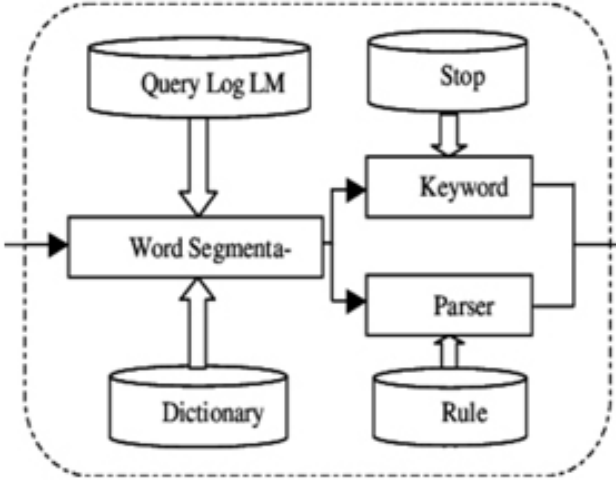 Query Log LM
Stop
Keyword
Word Segmenta-
Parser
Dictionary
Rule